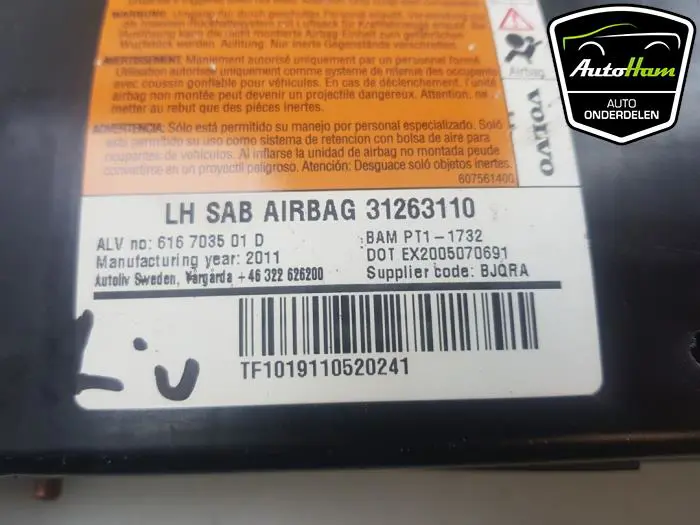 WARNUNG
AVERTISSEMENT: Maniment autorisé uniquement par un personnel formé
Utilisation autorisée uniquement comme système de retenue des occupants
avec coussin gonflable pour véhicules. En cas de déclenchement, l'unité
airbag non montée peut devenir un projectile dangereux. Attention, ne
mettre au rebut que des pièces inertes.
ADVERTENCIA: Sólo está permitido su manejo por personal especializado. Solo
está permitido su uso como sistema de retención con bolsa de aire para
ocupantes de vehículos. Al inflarse la unidad de airbag no montada peude
convertirse en un proyectil peligroso. Atención: Desguace soló objetos inertes.
607561400
Airbag
VOLVO
LH SAB AIRBAG 31263110
ALV no: 616 7035 01 D
BAM PT1-1732
Manufacturing year: 2011
DOT EX2005070691
Autoliv Sweden, Vårgårda +46 322 626200
Supplier code: BJQRA
TF1019110520241
L.v
AutoHam
AUTO
ONDERDELEN